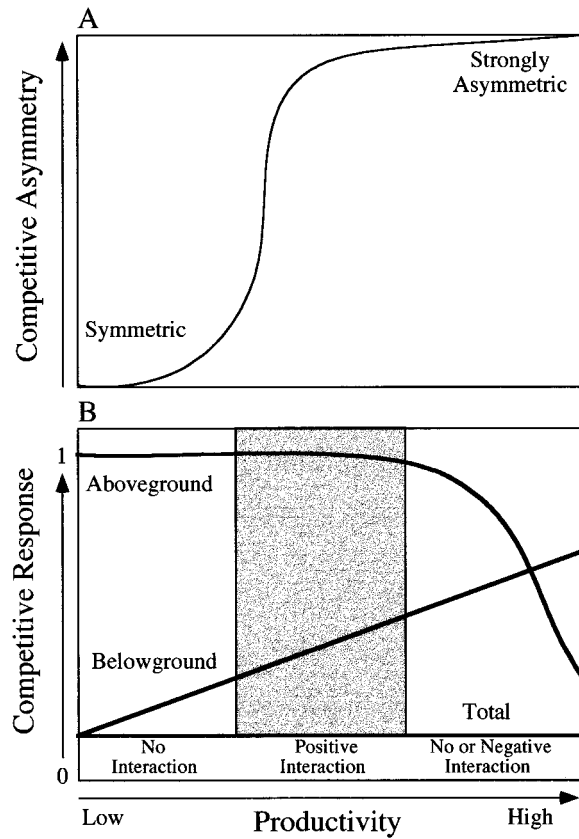 A
Competitive Asymmetry
Strongly
Asymmetric
Symmetric
B
Competitive Response
1
Aboveground
Belowground
Total
No
Interaction
Positive
Interaction
No or Negative
Interaction
0
Low
Productivity
High